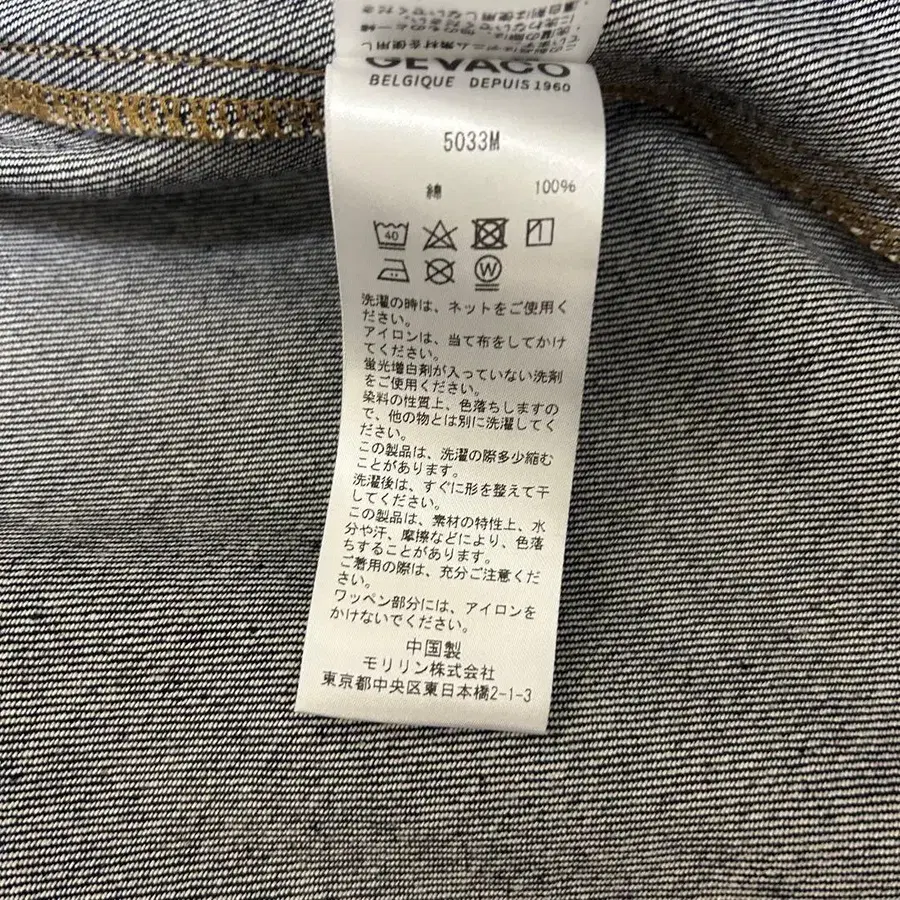 GEVACO
BELGIQUE DEPUIS 1960
5033M
綿 100%
40
W
洗濯の時は、ネットをご使用く
ださい。
アイロンは、当て布をしてかけ
てください。
蛍光増白剤が入っていない洗剤
をご使用ください。
染料の性質上、色落ちしますの
で、他の物とは別に洗濯してく
ださい。
この製品は、洗濯の際多少縮む
ことがあります。
洗濯後は、すぐに形を整えて干
してください。
この製品は、素材の特性上、水
分や汗、摩擦などにより、色落
ちすることがあります。
ご着用の際は、充分ご注意くだ
さい。
ワッペン部分には、アイロンを
かけないでください。
中国製
モリリン株式会社
東京都中央区東日本橋2-1-3